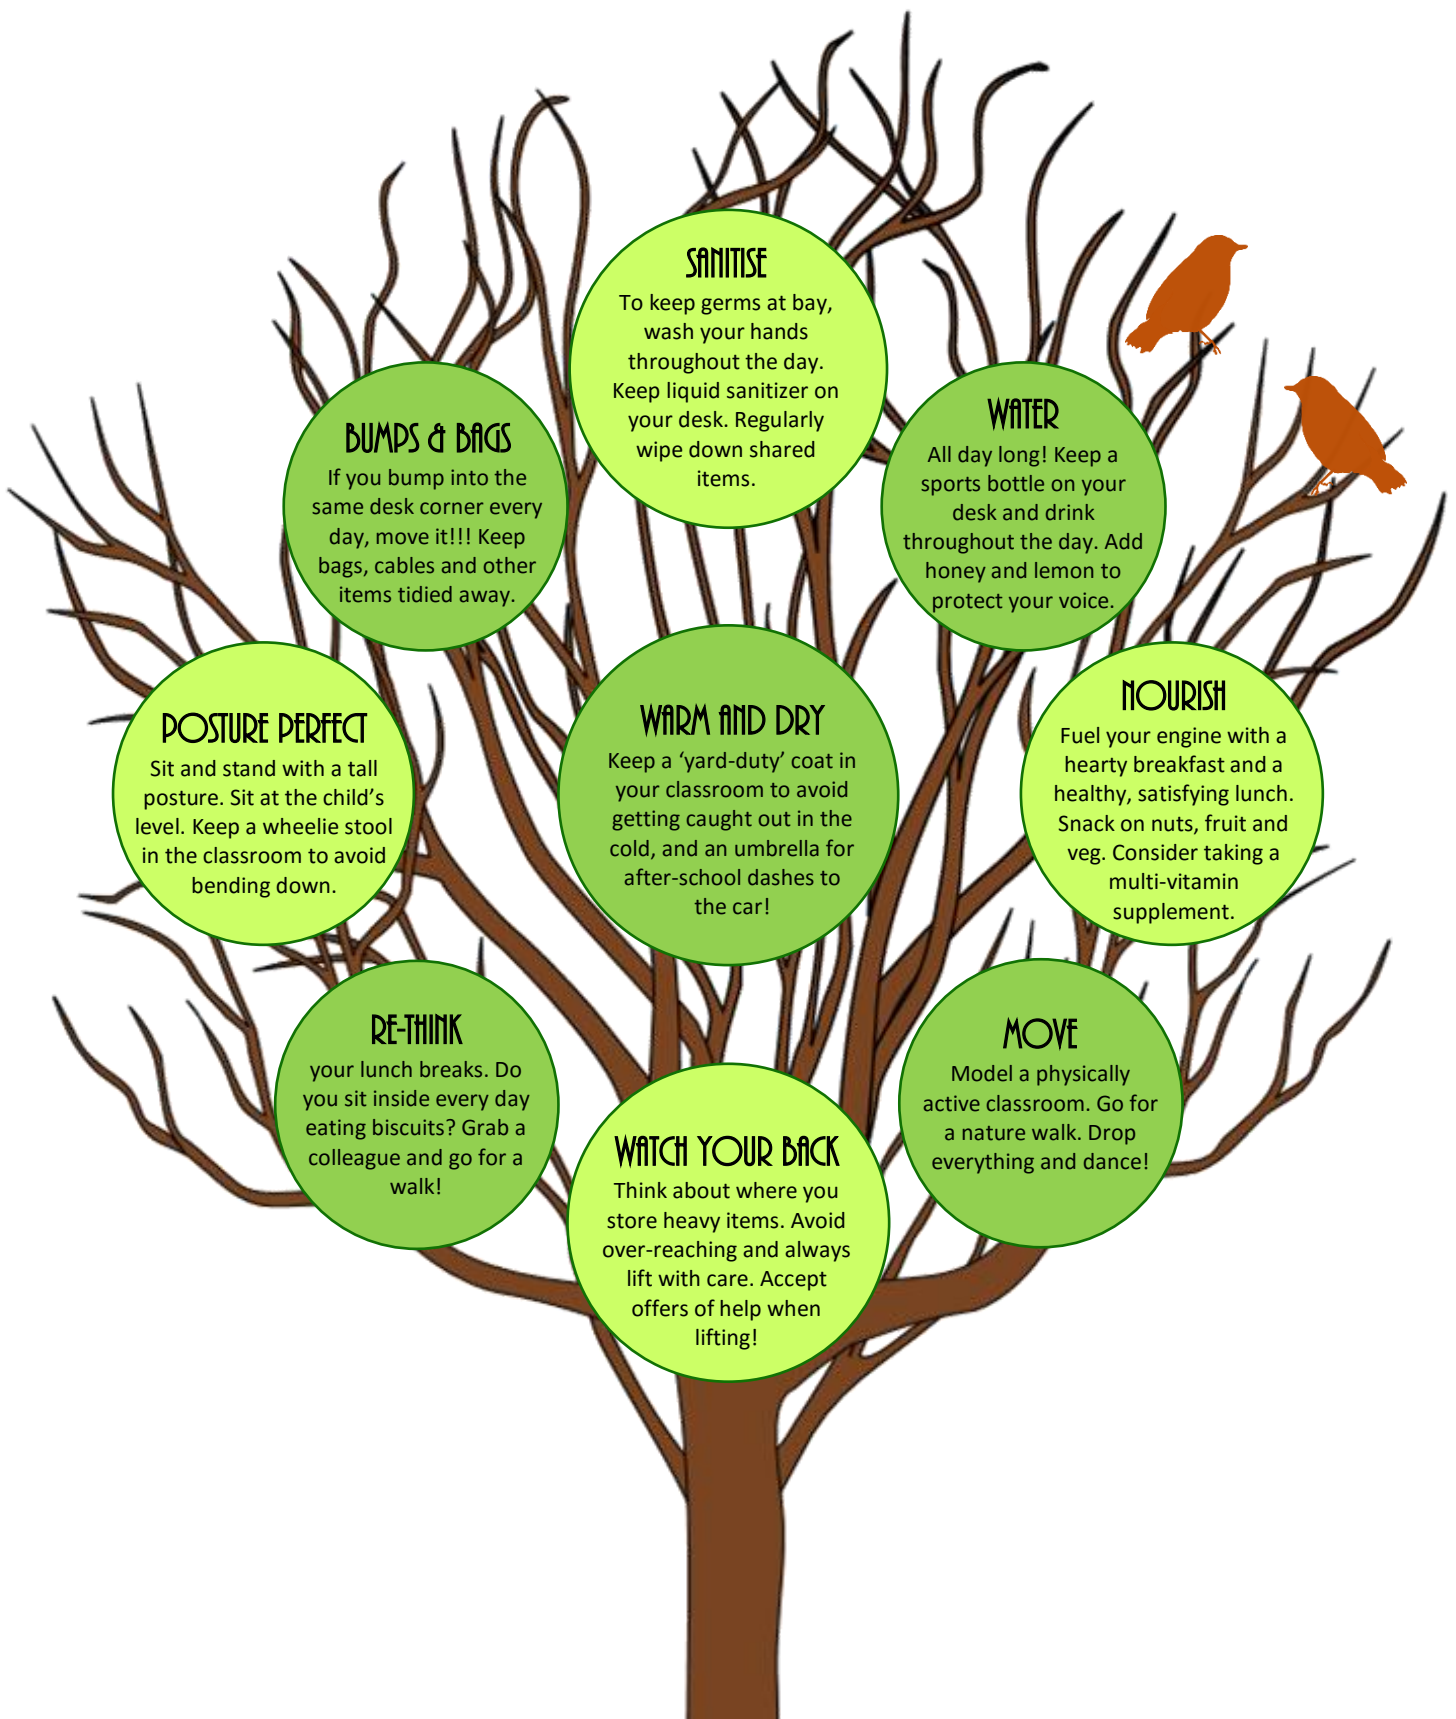 SANITISE
To keep germs at bay,
wash your hands
throughout the day.
Keep liquid sanitizer on
your desk. Regularly
wipe down shared
items.
BUMPS & BAGS
If you bump into the
same desk corner every
day, move it!!! Keep
bags, cables and other
items tidied away.
WATER
All day long! Keep a
sports bottle on your
desk and drink
throughout the day. Add
honey and lemon to
protect your voice.
POSTURE PERFECT
Sit and stand with a tall
posture. Sit at the child’s
level. Keep a wheelie stool
in the classroom to avoid
bending down.
WARM AND DRY
Keep a ‘yard-duty’ coat in
your classroom to avoid
getting caught out in the
cold, and an umbrella for
after-school dashes to
the car!
NOURISH
Fuel your engine with a
hearty breakfast and a
healthy, satisfying lunch.
Snack on nuts, fruit and
veg. Consider taking a
multi-vitamin
supplement.
RE-THINK
your lunch breaks. Do
you sit inside every day
eating biscuits? Grab a
colleague and go for a
walk!
WATCH YOUR BACK
Think about where you
store heavy items. Avoid
over-reaching and always
lift with care. Accept
offers of help when
lifting!
MOVE
Model a physically
active classroom. Go for
a nature walk. Drop
everything and dance!